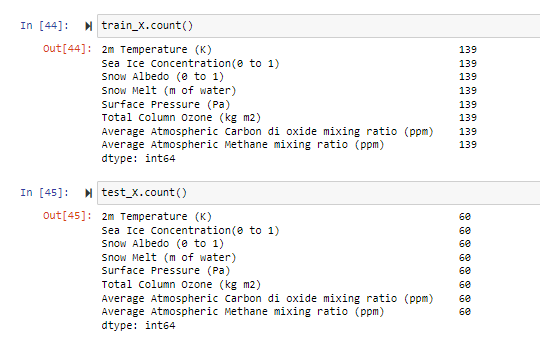 In [44]: train_X.count()
Out[44]: 2m Temperature (K) 139
Sea Ice Concentration(0 to 1) 139
Snow Albedo (0 to 1) 139
Snow Melt (m of water) 139
Surface Pressure (Pa) 139
Total Column Ozone (kg m2) 139
Average Atmospheric Carbon di oxide mixing ratio (ppm) 139
Average Atmospheric Methane mixing ratio (ppm) 139
dtype: int64
In [45]: test_X.count()
Out[45]: 2m Temperature (K) 60
Sea Ice Concentration(0 to 1) 60
Snow Albedo (0 to 1) 60
Snow Melt (m of water) 60
Surface Pressure (Pa) 60
Total Column Ozone (kg m2) 60
Average Atmospheric Carbon di oxide mixing ratio (ppm) 60
Average Atmospheric Methane mixing ratio (ppm) 60
dtype: int64